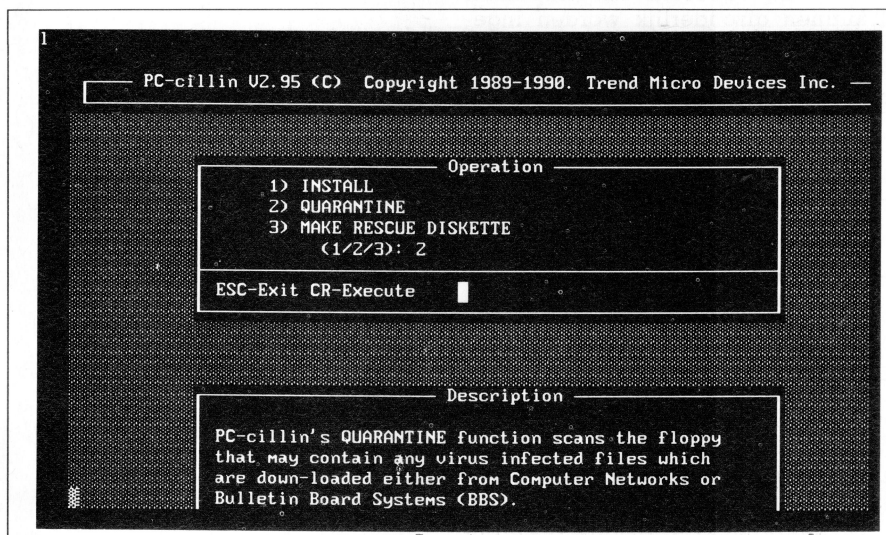 1
PC-cillin V2.95 (C) Copyright 1989-1990. Trend Micro Devices Inc.
Operation
1) INSTALL
2) QUARANTINE
3) MAKE RESCUE DISKETTE
(1/2/3): 2
ESC-Exit CR-Execute
Description
PC-cillin's QUARANTINE function scans the floppy
that may contain any virus infected files which
are down-loaded either from Computer Networks or
Bulletin Board Systems (BBS).